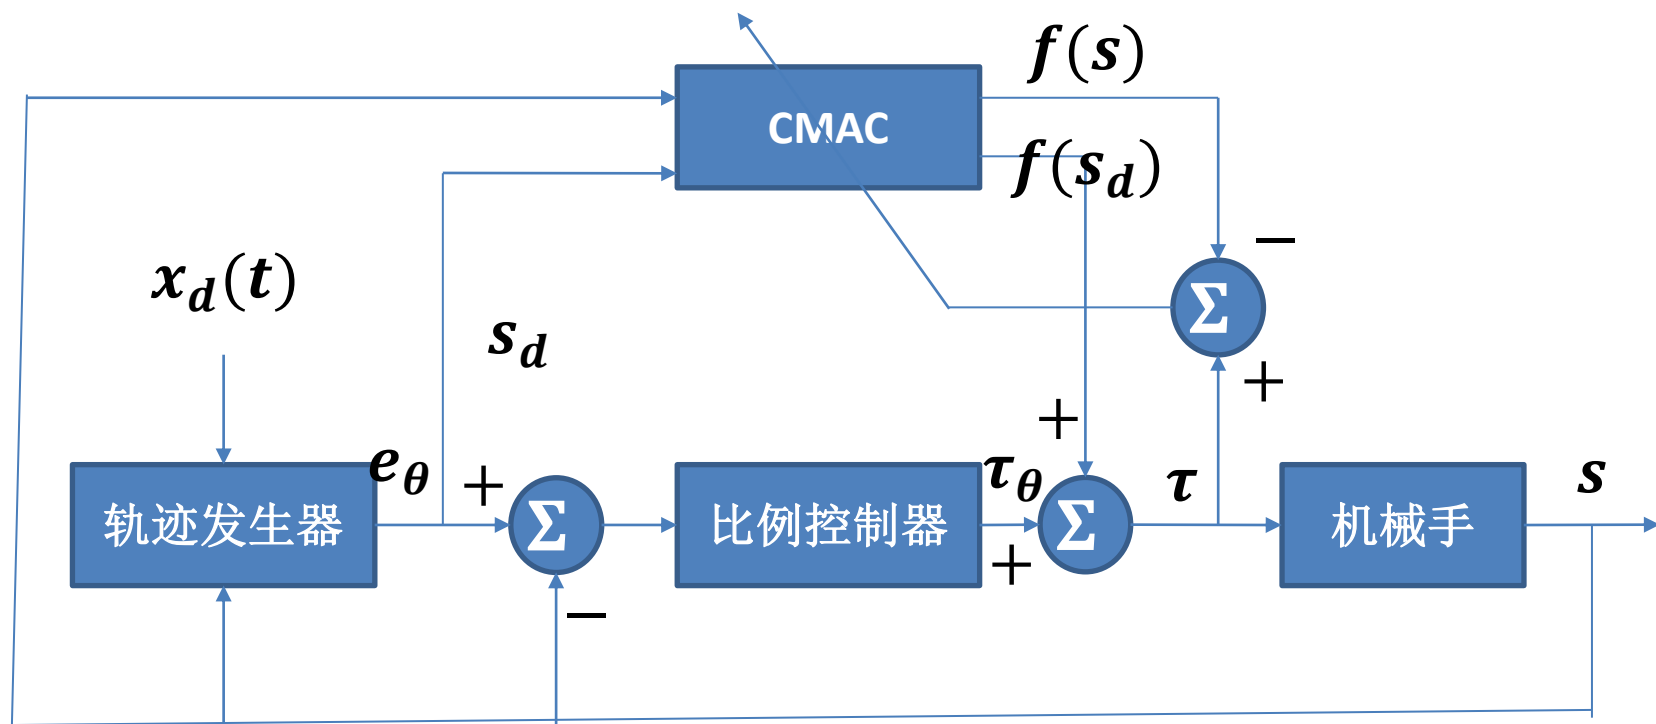 f(s)
CMAC
f(s_d)
−
x_d(t)
Σ
s_d
+
+
e_θ
+
τ_θ
τ
s
轨迹发生器
Σ
比例控制器
Σ
机械手
+
−